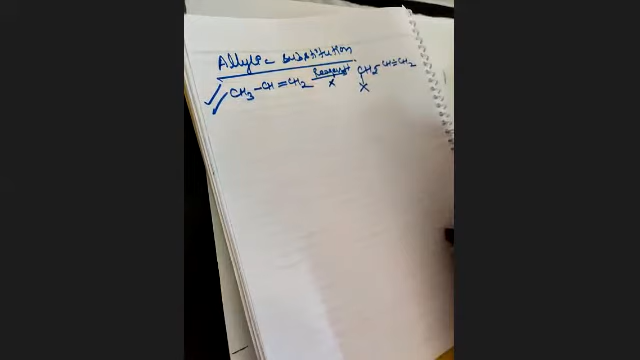 Allylic substitution
CH3-CH=CH2 Reagent X CH2-CH=CH2
X